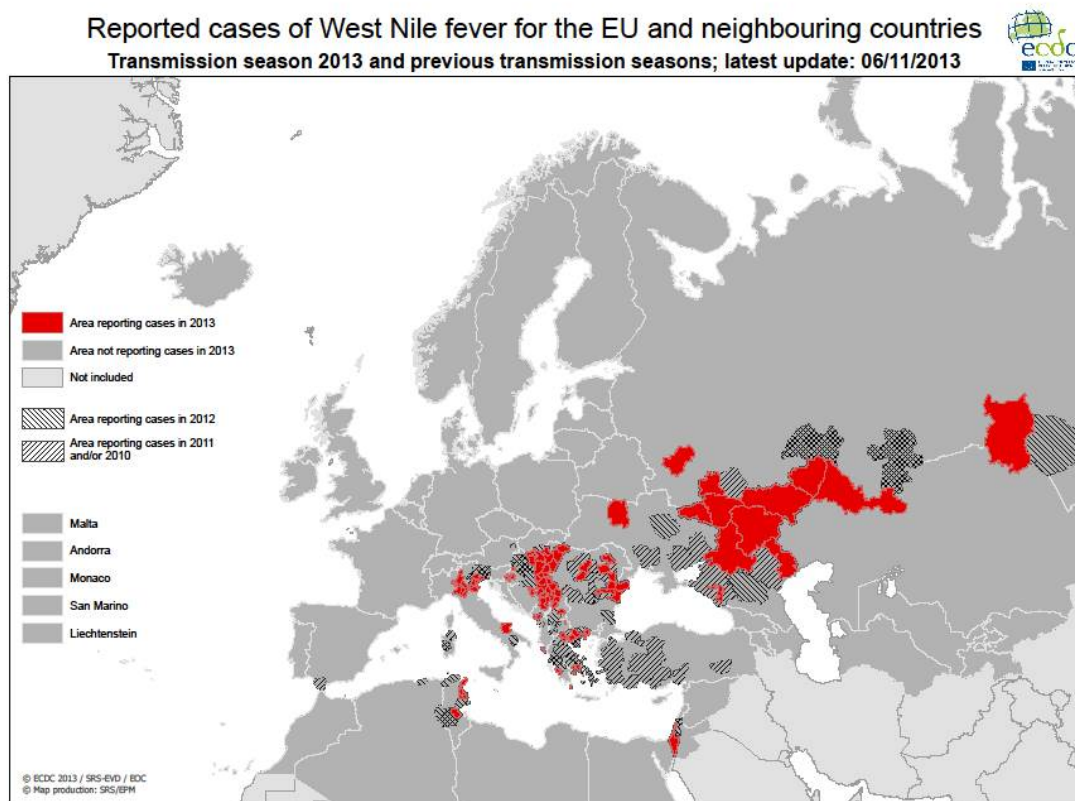 Reported cases of West Nile fever for the EU and neighbouring countries
Transmission season 2013 and previous transmission seasons; latest update: 06/11/2013
ecdc
Area reporting cases in 2013
Area not reporting cases in 2013
Not included
Area reporting cases in 2012
Area reporting cases in 2011
and/or 2010
Malta
Andorra
Monaco
San Marino
Liechtenstein
© ECDC 2013 / SRS-EVD / EOC
© Map production: SRS/EPM